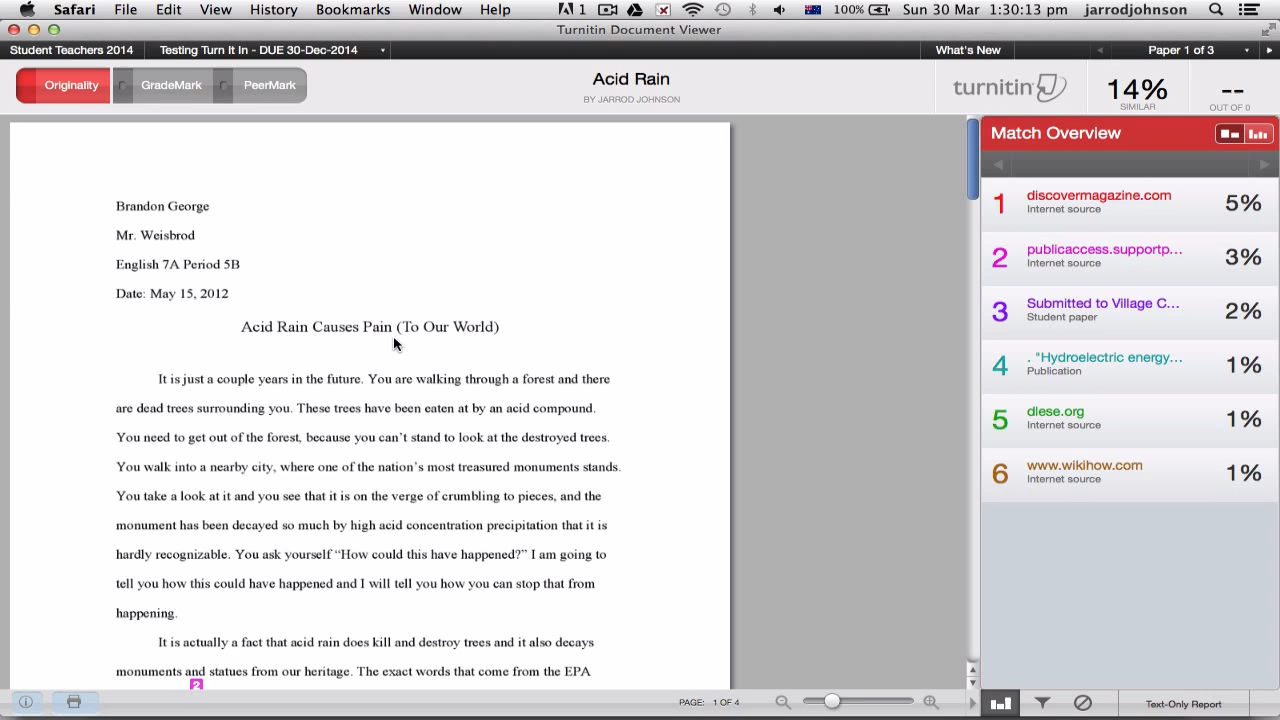 Safari File Edit View History Bookmarks Window Help 1 100% Sun 30 Mar 1:30:13 pm jarrodjohnson
Turnitin Document Viewer
Student Teachers 2014 Testing Turn It In - DUE 30-Dec-2014 What's New Paper 1 of 3
Originality GradeMark PeerMark
Acid Rain
BY JARROD JOHNSON
turnitin
14%
SIMILAR
--
OUT OF 0
Brandon George
Mr. Weisbrod
English 7A Period 5B
Date: May 15, 2012
Acid Rain Causes Pain (To Our World)
It is just a couple years in the future. You are walking through a forest and there
are dead trees surrounding you. These trees have been eaten at by an acid compound.
You need to get out of the forest, because you can't stand to look at the destroyed trees.
You walk into a nearby city, where one of the nation's most treasured monuments stands.
You take a look at it and you see that it is on the verge of crumbling to pieces, and the
monument has been decayed so much by high acid concentration precipitation that it is
hardly recognizable. You ask yourself “How could this have happened?” I am going to
tell you how this could have happened and I will tell you how you can stop that from
happening.
It is actually a fact that acid rain does kill and destroy trees and it also decays
monuments and statues from our heritage. The exact words that come from the EPA
2
Match Overview
1 discovermagazine.com 5%
Internet source
2 publicaccess.supportp... 3%
Internet source
3 Submitted to Village C... 2%
Student paper
4 . "Hydroelectric energy... 1%
Publication
5 dlese.org 1%
Internet source
6 www.wikihow.com 1%
Internet source
PAGE: 1 OF 4 Text-Only Report